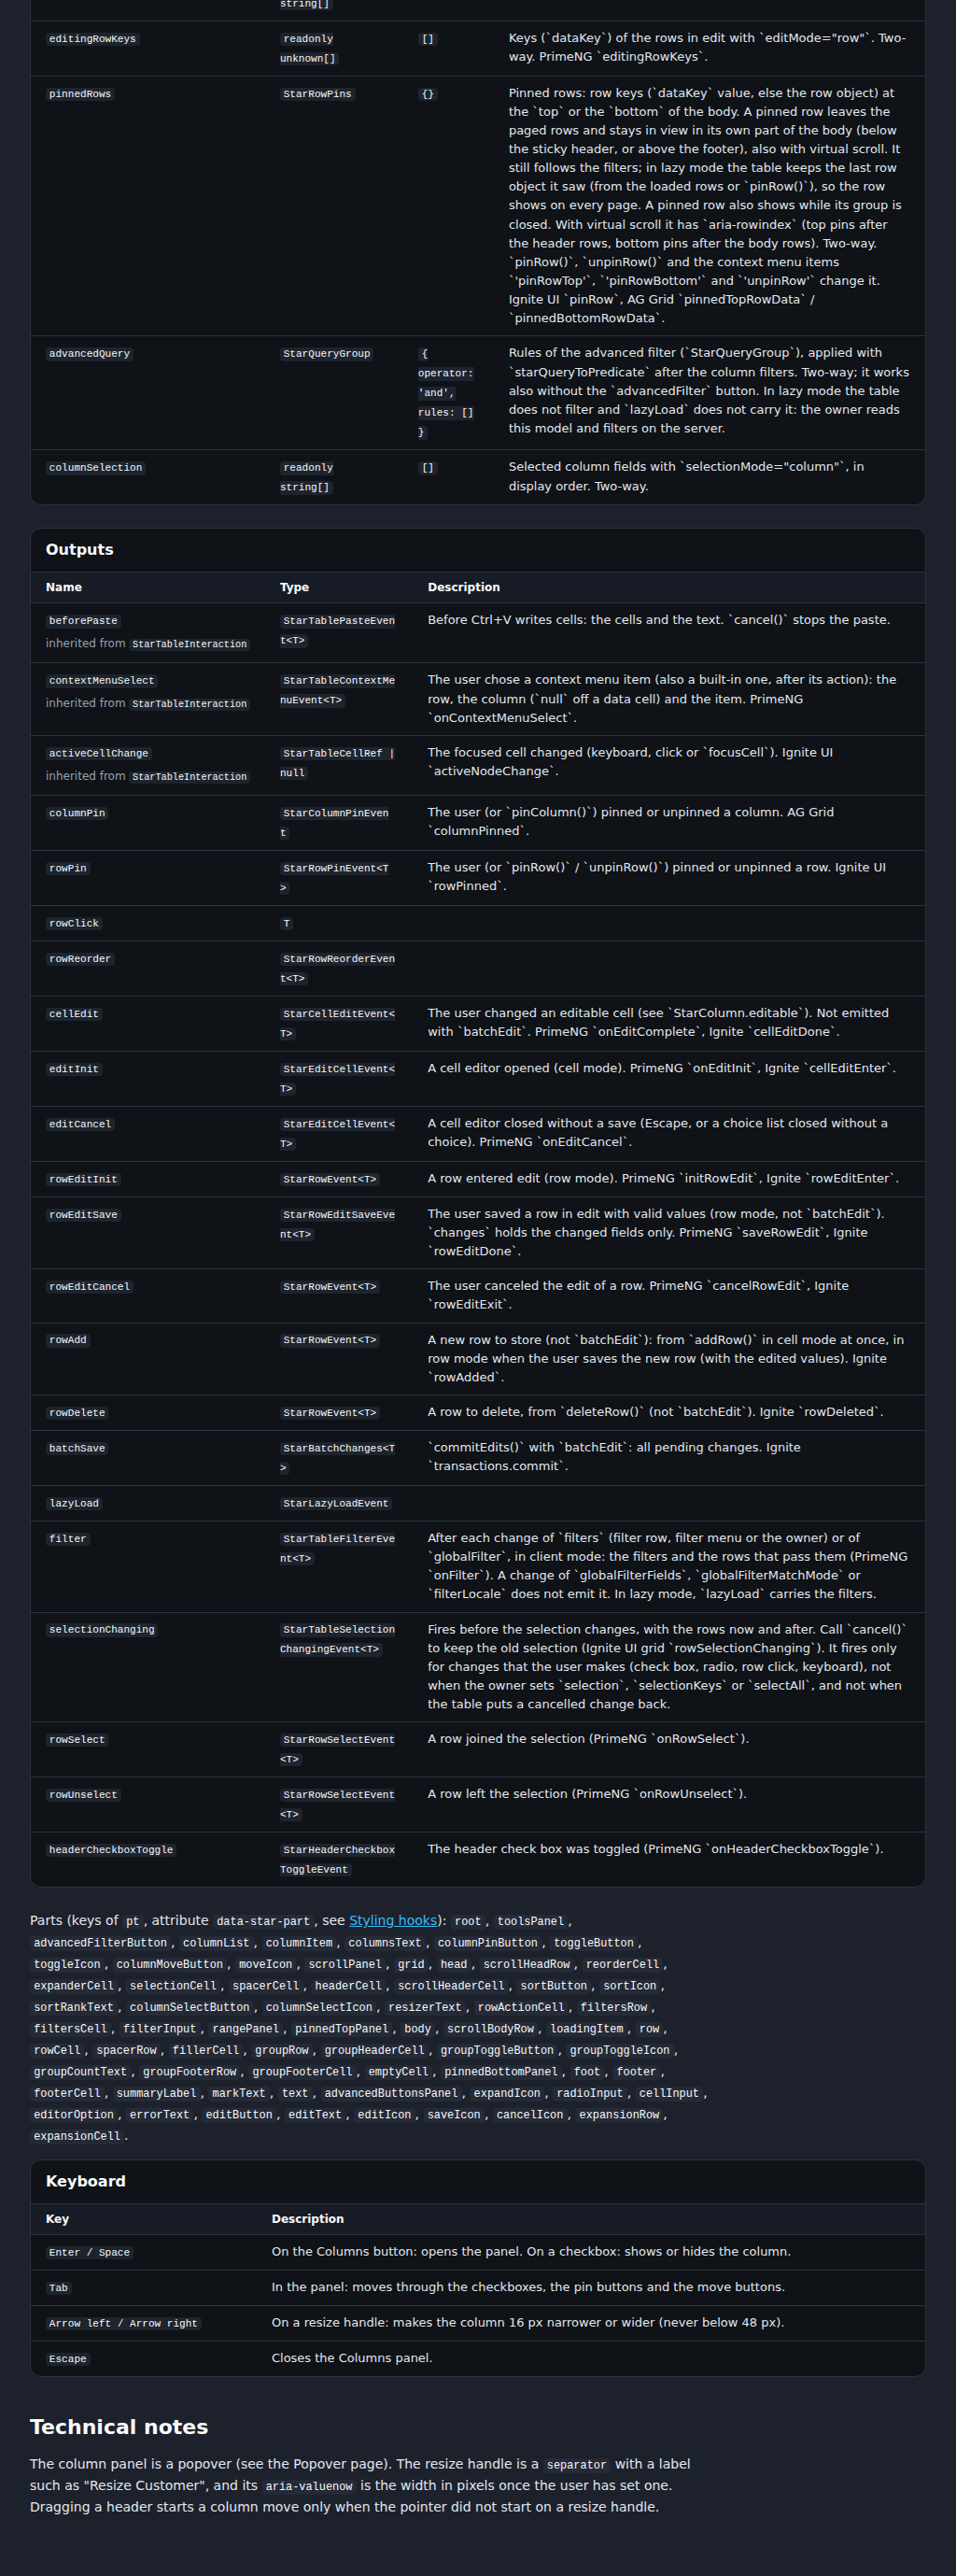 string[]
editingRowKeys readonly [] Keys (`dataKey`) of the rows in edit with `editMode="row"`. Two-
unknown[] way. PrimeNG `editingRowKeys`.
pinnedRows StarRowPins {} Pinned rows: row keys (`dataKey` value, else the row object) at
the `top` or the `bottom` of the body. A pinned row leaves the
paged rows and stays in view in its own part of the body (below
the sticky header, or above the footer), also with virtual scroll. It
still follows the filters; in lazy mode the table keeps the last row
object it saw (from the loaded rows or `pinRow()`), so the row
shows on every page. A pinned row also shows while its group is
closed. With virtual scroll it has `aria-rowindex` (top pins after
the header rows, bottom pins after the body rows). Two-way.
`pinRow()`, `unpinRow()` and the context menu items
`'pinRowTop'`, `'pinRowBottom'` and `'unpinRow'` change it.
Ignite UI `pinRow`, AG Grid `pinnedTopRowData` /
`pinnedBottomRowData`.
advancedQuery StarQueryGroup { Rules of the advanced filter (`StarQueryGroup`), applied with
operator: `starQueryToPredicate` after the column filters. Two-way; it works
'and', also without the `advancedFilter` button. In lazy mode the table
rules: [] does not filter and `lazyLoad` does not carry it: the owner reads
} this model and filters on the server.
columnSelection readonly [] Selected column fields with `selectionMode="column"`, in
string[] display order. Two-way.
Outputs
Name Type Description
beforePaste StarTablePasteEven Before Ctrl+V writes cells: the cells and the text. `cancel()` stops the paste.
inherited from StarTableInteraction t<T>
contextMenuSelect StarTableContextMe The user chose a context menu item (also a built-in one, after its action): the
inherited from StarTableInteraction nuEvent<T> row, the column (`null` off a data cell) and the item. PrimeNG
`onContextMenuSelect`.
activeCellChange StarTableCellRef | The focused cell changed (keyboard, click or `focusCell`). Ignite UI
inherited from StarTableInteraction null `activeNodeChange`.
columnPin StarColumnPinEven The user (or `pinColumn()`) pinned or unpinned a column. AG Grid
t `columnPinned`.
rowPin StarRowPinEvent<T The user (or `pinRow()` / `unpinRow()`) pinned or unpinned a row. Ignite UI
> `rowPinned`.
rowClick T
rowReorder StarRowReorderEven
t<T>
cellEdit StarCellEditEvent< The user changed an editable cell (see `StarColumn.editable`). Not emitted
T> with `batchEdit`. PrimeNG `onEditComplete`, Ignite `cellEditDone`.
editInit StarEditCellEvent< A cell editor opened (cell mode). PrimeNG `onEditInit`, Ignite `cellEditEnter`.
T>
editCancel StarEditCellEvent< A cell editor closed without a save (Escape, or a choice list closed without a
T> choice). PrimeNG `onEditCancel`.
rowEditInit StarRowEvent<T> A row entered edit (row mode). PrimeNG `initRowEdit`, Ignite `rowEditEnter`.
rowEditSave StarRowEditSaveEve The user saved a row in edit with valid values (row mode, not `batchEdit`).
nt<T> `changes` holds the changed fields only. PrimeNG `saveRowEdit`, Ignite
`rowEditDone`.
rowEditCancel StarRowEvent<T> The user canceled the edit of a row. PrimeNG `cancelRowEdit`, Ignite
`rowEditExit`.
rowAdd StarRowEvent<T> A new row to store (not `batchEdit`): from `addRow()` in cell mode at once, in
row mode when the user saves the new row (with the edited values). Ignite
`rowAdded`.
rowDelete StarRowEvent<T> A row to delete, from `deleteRow()` (not `batchEdit`). Ignite `rowDeleted`.
batchSave StarBatchChanges<T `commitEdits()` with `batchEdit`: all pending changes. Ignite
> `transactions.commit`.
lazyLoad StarLazyLoadEvent
filter StarTableFilterEve After each change of `filters` (filter row, filter menu or the owner) or of
nt<T> `globalFilter`, in client mode: the filters and the rows that pass them (PrimeNG
`onFilter`). A change of `globalFilterFields`, `globalFilterMatchMode` or
`filterLocale` does not emit it. In lazy mode, `lazyLoad` carries the filters.
selectionChanging StarTableSelection Fires before the selection changes, with the rows now and after. Call `cancel()`
ChangingEvent<T> to keep the old selection (Ignite UI grid `rowSelectionChanging`). It fires only
for changes that the user makes (check box, radio, row click, keyboard), not
when the owner sets `selection`, `selectionKeys` or `selectAll`, and not when
the table puts a cancelled change back.
rowSelect StarRowSelectEvent A row joined the selection (PrimeNG `onRowSelect`).
<T>
rowUnselect StarRowSelectEvent A row left the selection (PrimeNG `onRowUnselect`).
<T>
headerCheckboxToggle StarHeaderCheckbox The header check box was toggled (PrimeNG `onHeaderCheckboxToggle`).
ToggleEvent
Parts (keys of pt, attribute data-star-part, see Styling hooks): root, toolsPanel,
advancedFilterButton, columnList, columnItem, columnsText, columnPinButton, toggleButton,
toggleIcon, columnMoveButton, moveIcon, scrollPanel, grid, head, scrollHeadRow, reorderCell,
expanderCell, selectionCell, spacerCell, headerCell, scrollHeaderCell, sortButton, sortIcon,
sortRankText, columnSelectButton, columnSelectIcon, resizerText, rowActionCell, filtersRow,
filtersCell, filterInput, rangePanel, pinnedTopPanel, body, scrollBodyRow, loadingItem, row,
rowCell, spacerRow, fillerCell, groupRow, groupHeaderCell, groupToggleButton, groupToggleIcon,
groupCountText, groupFooterRow, groupFooterCell, emptyCell, pinnedBottomPanel, foot, footer,
footerCell, summaryLabel, markText, text, advancedButtonsPanel, expandIcon, radioInput, cellInput,
editorOption, errorText, editButton, editText, editIcon, saveIcon, cancelIcon, expansionRow,
expansionCell.
Keyboard
Key Description
Enter / Space On the Columns button: opens the panel. On a checkbox: shows or hides the column.
Tab In the panel: moves through the checkboxes, the pin buttons and the move buttons.
Arrow left / Arrow right On a resize handle: makes the column 16 px narrower or wider (never below 48 px).
Escape Closes the Columns panel.
Technical notes
The column panel is a popover (see the Popover page). The resize handle is a separator with a label
such as "Resize Customer", and its aria-valuenow is the width in pixels once the user has set one.
Dragging a header starts a column move only when the pointer did not start on a resize handle.